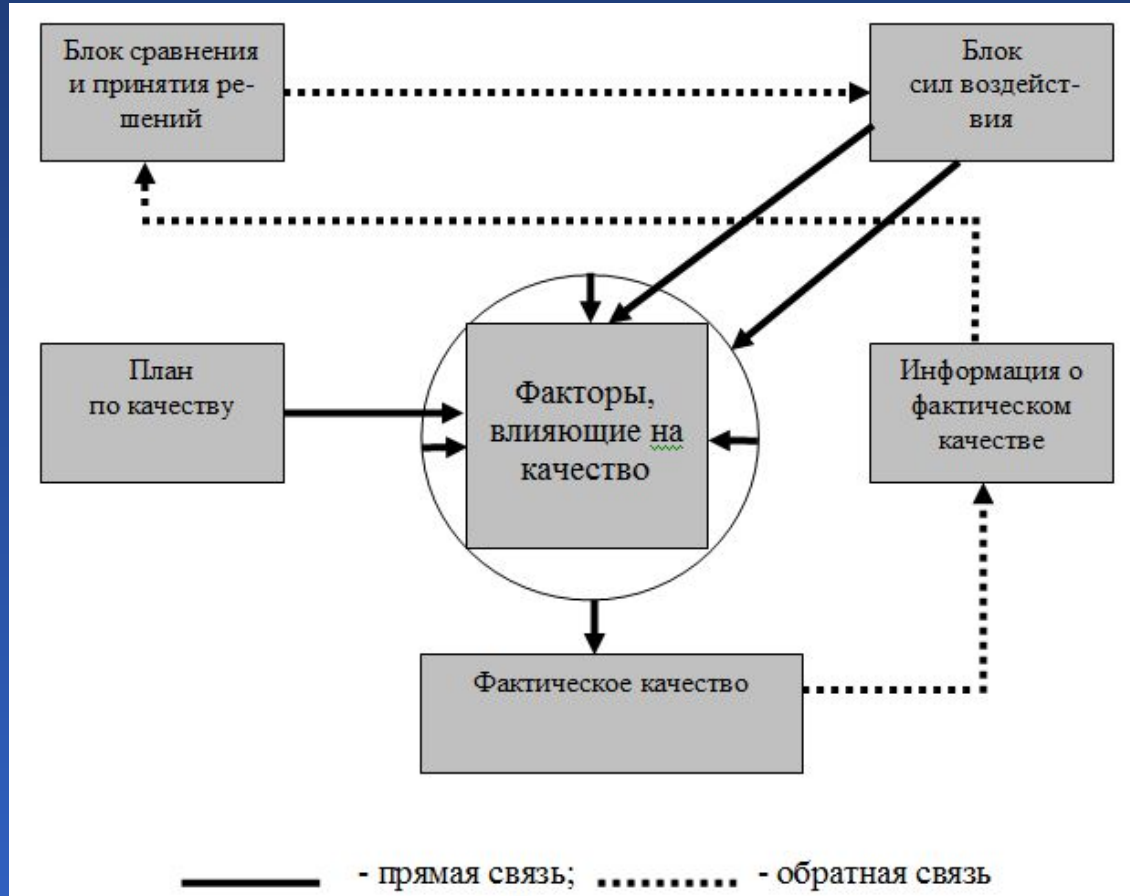 Блок сравнения
и принятия ре-
шений
Блок
сил воздейст-
вия
План
по качеству
Факторы,
влияющие на
качество
Информация о
фактическом
качестве
Фактическое качество
- прямая связь; - обратная связь